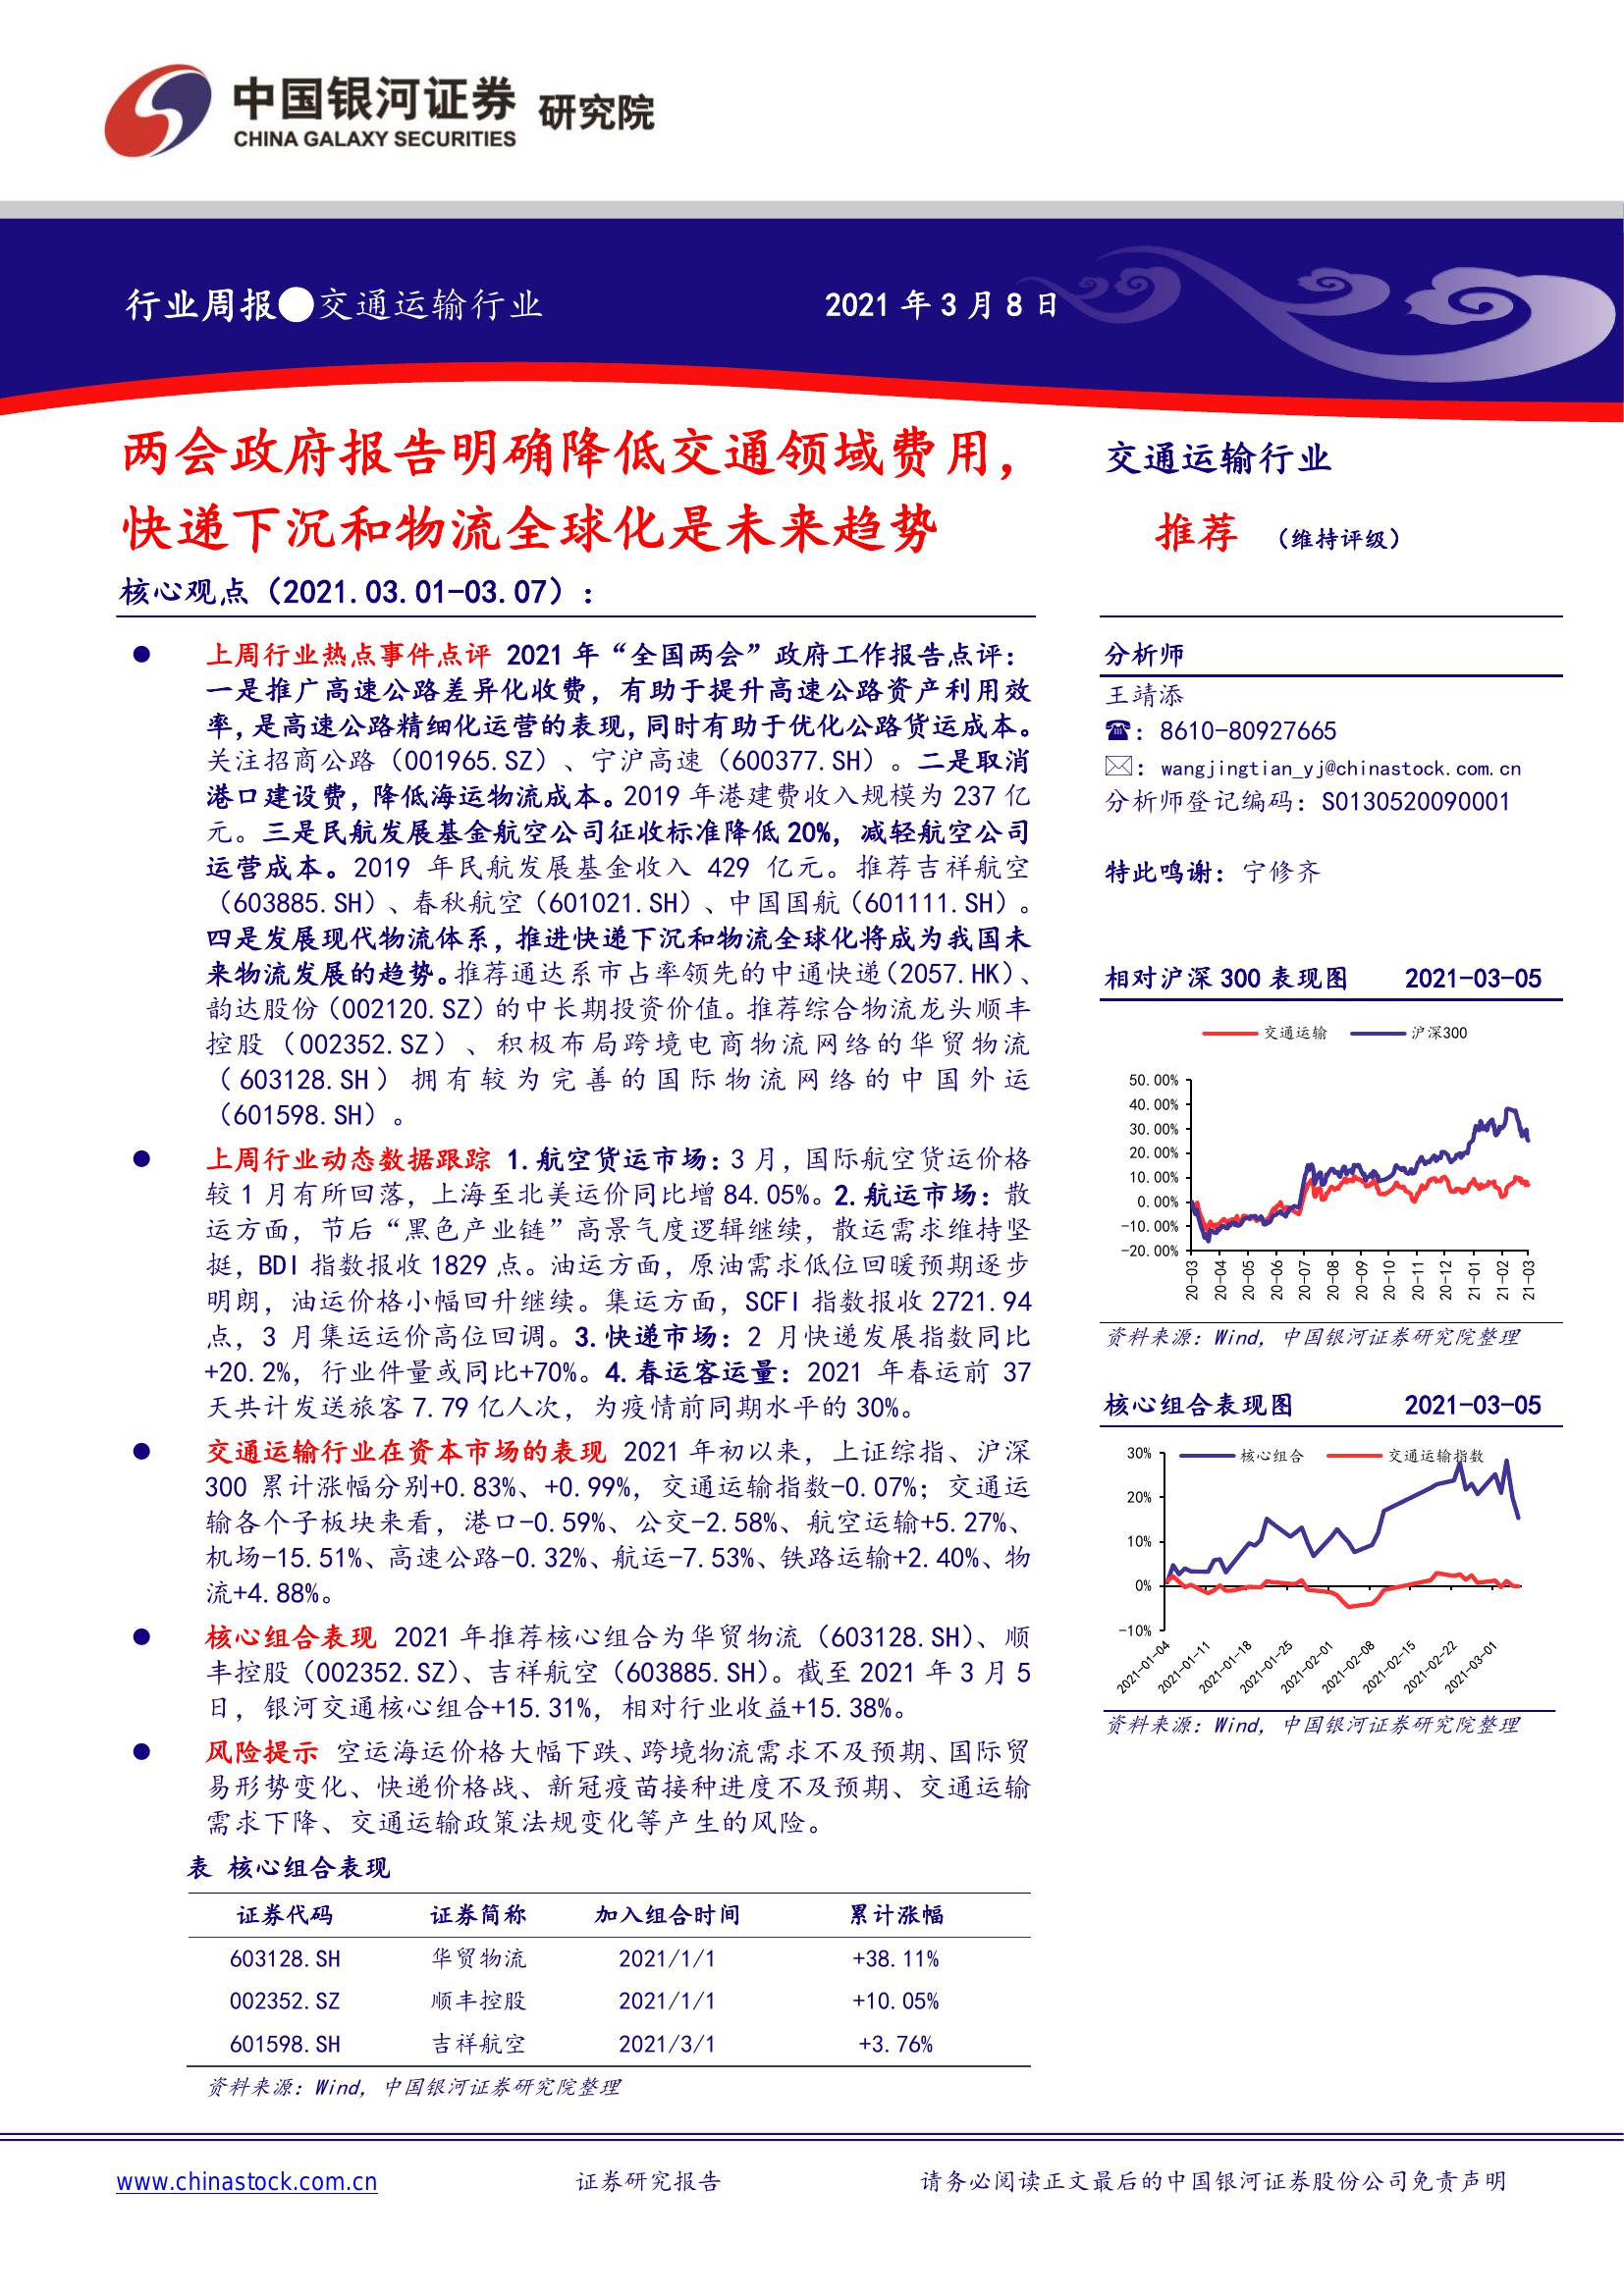 中国银河证券 研究院
CHINA GALAXY SECURITIES
行业周报●交通运输行业
2021 年 3 月 8 日
两会政府报告明确降低交通领域费用，
快递下沉和物流全球化是未来趋势
核心观点（2021.03.01-03.07）：
● 上周行业热点事件点评 2021 年“全国两会”政府工作报告点评：
一是推广高速公路差异化收费，有助于提升高速公路资产利用效
率，是高速公路精细化运营的表现，同时有助于优化公路货运成本。
关注招商公路（001965.SZ）、宁沪高速（600377.SH）。二是取消
港口建设费，降低海运物流成本。2019 年港建费收入规模为 237 亿
元。三是民航发展基金航空公司征收标准降低 20%，减轻航空公司
运营成本。2019 年民航发展基金收入 429 亿元。推荐吉祥航空
（603885.SH）、春秋航空（601021.SH）、中国国航（601111.SH）。
四是发展现代物流体系，推进快递下沉和物流全球化将成为我国未
来物流发展的趋势。推荐通达系市占率领先的中通快递（2057.HK）、
韵达股份（002120.SZ）的中长期投资价值。推荐综合物流龙头顺丰
控股（002352.SZ）、积极布局跨境电商物流网络的华贸物流
（603128.SH）拥有较为完善的国际物流网络的中国外运
（601598.SH）。
● 上周行业动态数据跟踪 1.航空货运市场：3 月，国际航空货运价格
较 1 月有所回落，上海至北美运价同比增 84.05%。2.航运市场：散
运方面，节后“黑色产业链”高景气度逻辑继续，散运需求维持坚
挺，BDI 指数报收 1829 点。油运方面，原油需求低位回暖预期逐步
明朗，油运价格小幅回升继续。集运方面，SCFI 指数报收 2721.94
点，3 月集运运价高位回调。3.快递市场：2 月快递发展指数同比
+20.2%，行业件量或同比+70%。4.春运客运量：2021 年春运前 37
天共计发送旅客 7.79 亿人次，为疫情前同期水平的 30%。
● 交通运输行业在资本市场的表现 2021 年初以来，上证综指、沪深
300 累计涨幅分别+0.83%、+0.99%，交通运输指数-0.07%；交通运
输各个子板块来看，港口-0.59%、公交-2.58%、航空运输+5.27%、
机场-15.51%、高速公路-0.32%、航运-7.53%、铁路运输+2.40%、物
流+4.88%。
● 核心组合表现 2021 年推荐核心组合为华贸物流（603128.SH）、顺
丰控股（002352.SZ）、吉祥航空（603885.SH）。截至 2021 年 3 月 5
日，银河交通核心组合+15.31%，相对行业收益+15.38%。
● 风险提示 空运海运价格大幅下跌、跨境物流需求不及预期、国际贸
易形势变化、快递价格战、新冠疫苗接种进度不及预期、交通运输
需求下降、交通运输政策法规变化等产生的风险。
表 核心组合表现
证券代码 证券简称 加入组合时间 累计涨幅
603128.SH 华贸物流 2021/1/1 +38.11%
002352.SZ 顺丰控股 2021/1/1 +10.05%
601598.SH 吉祥航空 2021/3/1 +3.76%
资料来源：Wind，中国银河证券研究院整理
交通运输行业
推荐 （维持评级）
分析师
王靖添
☎：8610-80927665
✉：wangjingtian_yj@chinastock.com.cn
分析师登记编码：S0130520090001
特此鸣谢：宁修齐
相对沪深 300 表现图 2021-03-05
交通运输 沪深300
50.00%
40.00%
30.00%
20.00%
10.00%
0.00%
-10.00%
-20.00%
20-03 20-04 20-05 20-06 20-07 20-08 20-09 20-10 20-11 20-12 21-01 21-02 21-03
资料来源：Wind，中国银河证券研究院整理
核心组合表现图 2021-03-05
核心组合 交通运输指数
30%
20%
10%
0%
-10%
2021-01-04 2021-01-11 2021-01-18 2021-01-25 2021-02-01 2021-02-08 2021-02-15 2021-02-22 2021-03-01
资料来源：Wind，中国银河证券研究院整理
www.chinastock.com.cn 证券研究报告 请务必阅读正文最后的中国银河证券股份公司免责声明